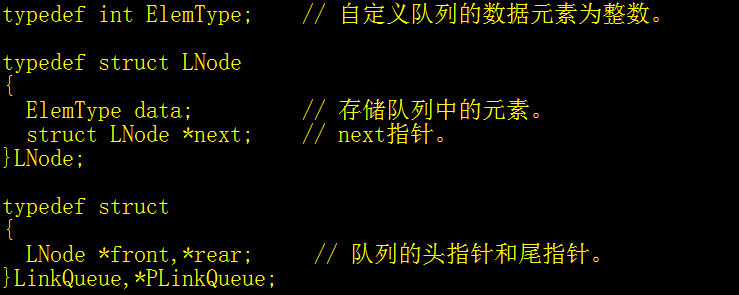 typedef int ElemType;    // 自定义队列的数据元素为整数。
typedef struct LNode
{
  ElemType data;         // 存储队列中的元素。
  struct LNode *next;    // next指针。
}LNode;
typedef struct
{
  LNode *front,*rear;     // 队列的头指针和尾指针。
}LinkQueue,*PLinkQueue;